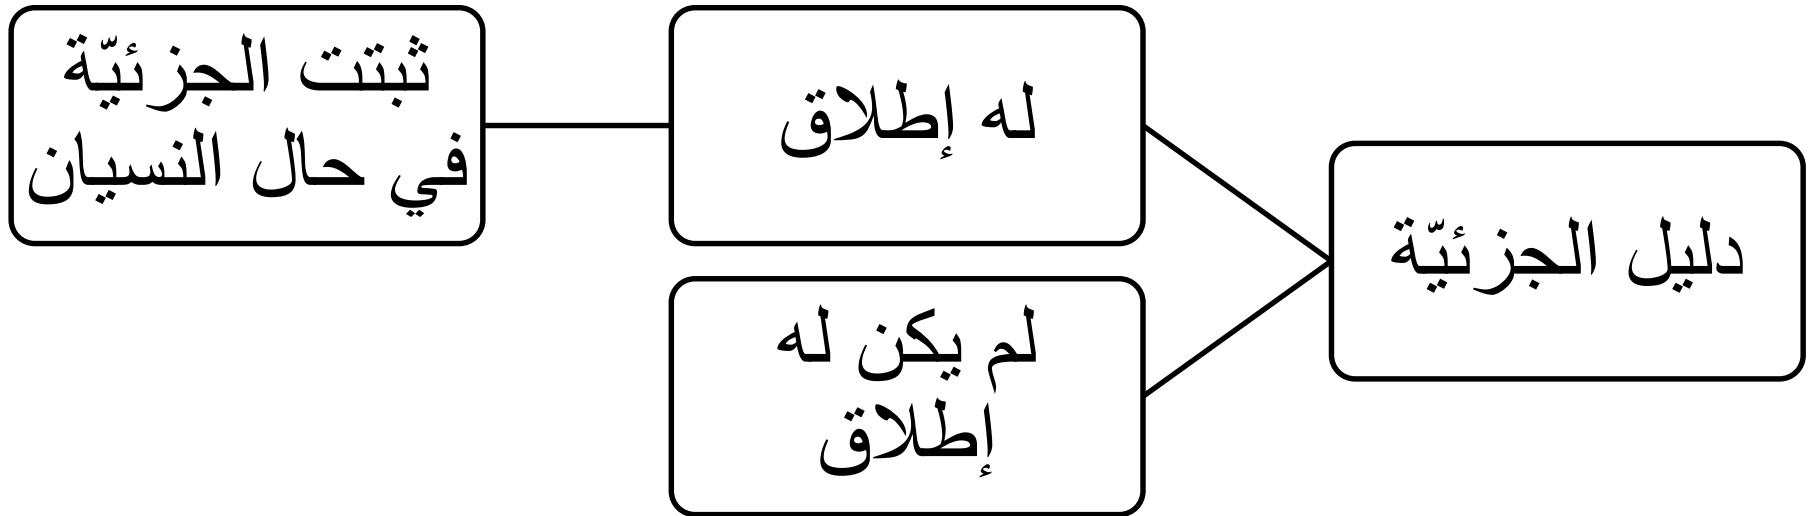 دليل الجزئيّة
له إطلاق
ثبتت الجزئيّة
في حال النسيان
لم يكن له
إطلاق